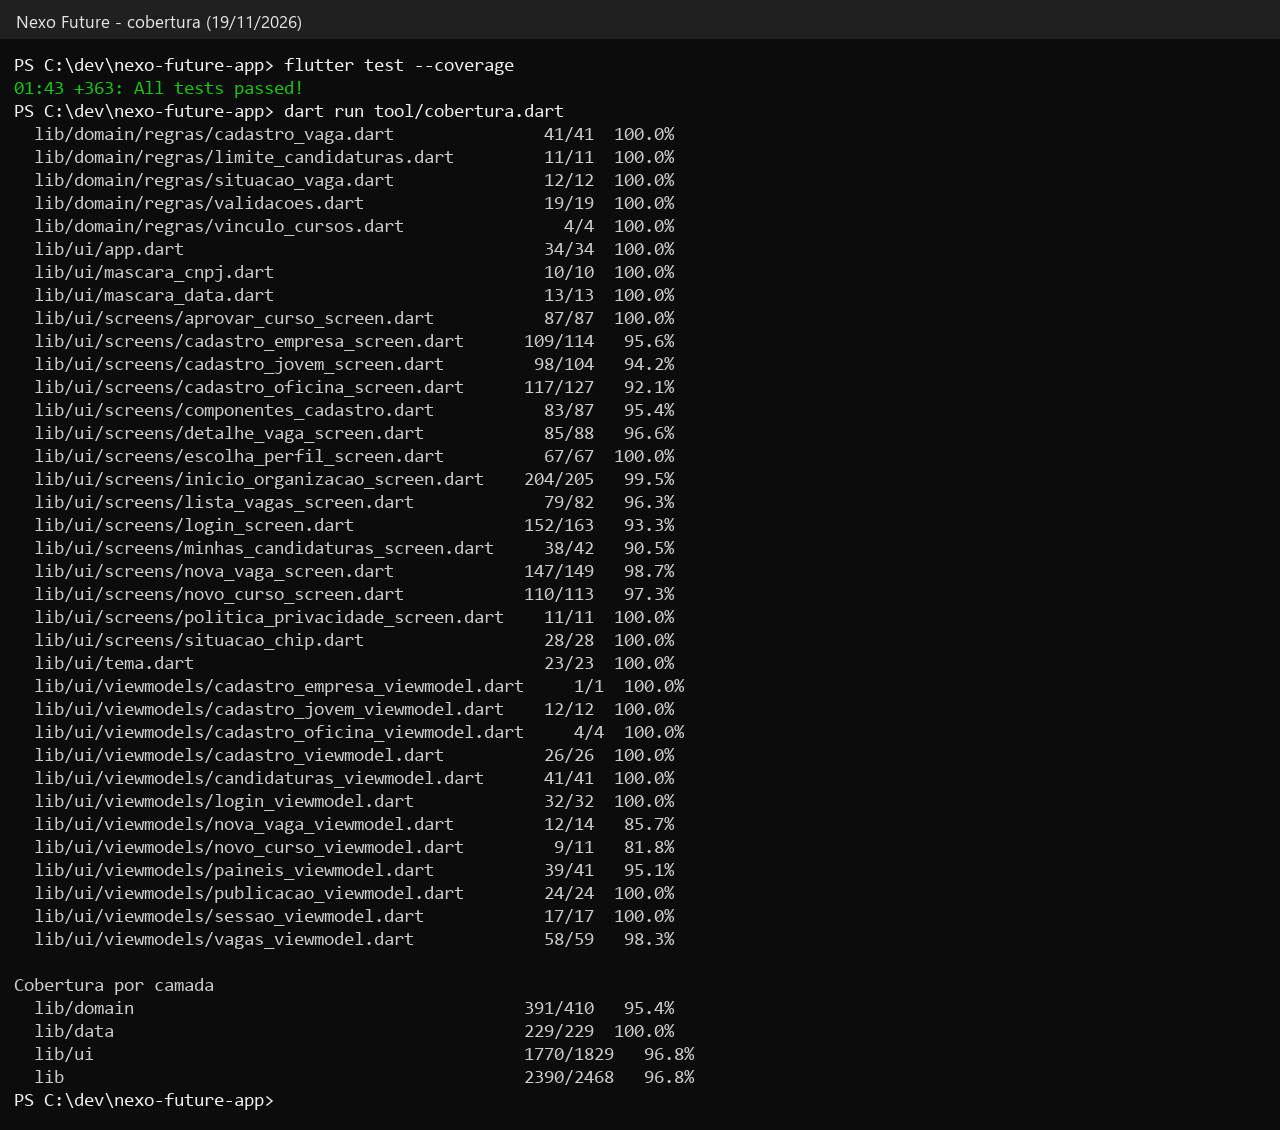 Nexo Future - cobertura (19/11/2026)
PS C:\dev\nexo-future-app> flutter test --coverage
01:43 +363: All tests passed!
PS C:\dev\nexo-future-app> dart run tool/cobertura.dart
lib/domain/regras/cadastro_vaga.dart 41/41 100.0%
lib/domain/regras/limite_candidaturas.dart 11/11 100.0%
lib/domain/regras/situacao_vaga.dart 12/12 100.0%
lib/domain/regras/validacoes.dart 19/19 100.0%
lib/domain/regras/vinculo_cursos.dart 4/4 100.0%
lib/ui/app.dart 34/34 100.0%
lib/ui/mascara_cnpj.dart 10/10 100.0%
lib/ui/mascara_data.dart 13/13 100.0%
lib/ui/screens/aprovar_curso_screen.dart 87/87 100.0%
lib/ui/screens/cadastro_empresa_screen.dart 109/114 95.6%
lib/ui/screens/cadastro_jovem_screen.dart 98/104 94.2%
lib/ui/screens/cadastro_oficina_screen.dart 117/127 92.1%
lib/ui/screens/componentes_cadastro.dart 83/87 95.4%
lib/ui/screens/detalhe_vaga_screen.dart 85/88 96.6%
lib/ui/screens/escolha_perfil_screen.dart 67/67 100.0%
lib/ui/screens/inicio_organizacao_screen.dart 204/205 99.5%
lib/ui/screens/lista_vagas_screen.dart 79/82 96.3%
lib/ui/screens/login_screen.dart 152/163 93.3%
lib/ui/screens/minhas_candidaturas_screen.dart 38/42 90.5%
lib/ui/screens/nova_vaga_screen.dart 147/149 98.7%
lib/ui/screens/novo_curso_screen.dart 110/113 97.3%
lib/ui/screens/politica_privacidade_screen.dart 11/11 100.0%
lib/ui/screens/situacao_chip.dart 28/28 100.0%
lib/ui/tema.dart 23/23 100.0%
lib/ui/viewmodels/cadastro_empresa_viewmodel.dart 1/1 100.0%
lib/ui/viewmodels/cadastro_jovem_viewmodel.dart 12/12 100.0%
lib/ui/viewmodels/cadastro_oficina_viewmodel.dart 4/4 100.0%
lib/ui/viewmodels/cadastro_viewmodel.dart 26/26 100.0%
lib/ui/viewmodels/candidaturas_viewmodel.dart 41/41 100.0%
lib/ui/viewmodels/login_viewmodel.dart 32/32 100.0%
lib/ui/viewmodels/nova_vaga_viewmodel.dart 12/14 85.7%
lib/ui/viewmodels/novo_curso_viewmodel.dart 9/11 81.8%
lib/ui/viewmodels/paineis_viewmodel.dart 39/41 95.1%
lib/ui/viewmodels/publicacao_viewmodel.dart 24/24 100.0%
lib/ui/viewmodels/sessao_viewmodel.dart 17/17 100.0%
lib/ui/viewmodels/vagas_viewmodel.dart 58/59 98.3%
Cobertura por camada
lib/domain 391/410 95.4%
lib/data 229/229 100.0%
lib/ui 1770/1829 96.8%
lib 2390/2468 96.8%
PS C:\dev\nexo-future-app>